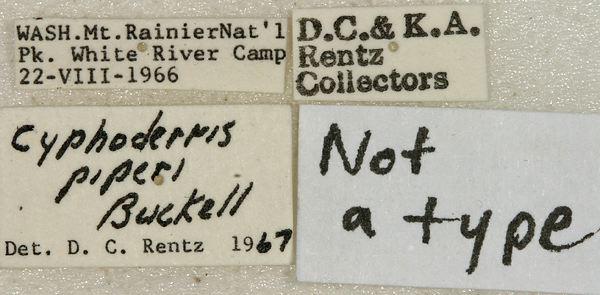 WASH.Mt.RainierNat'l
Pk. White River Camp
22-VIII-1966
D.C.& K.A.
Rentz
Collectors
Cyphoderris
piperi
Buckell
Det. D. C. Rentz 1967
Not
a type